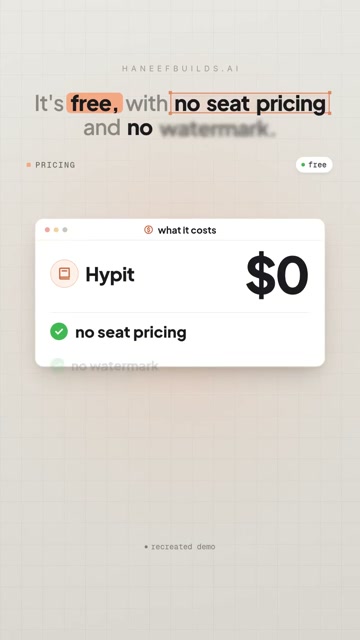 HANEEFBUILDS.AI
It's free, with no seat pricing
and no watermark.
PRICING
free
what it costs
Hypit
$0
no seat pricing
no watermark
recreated demo